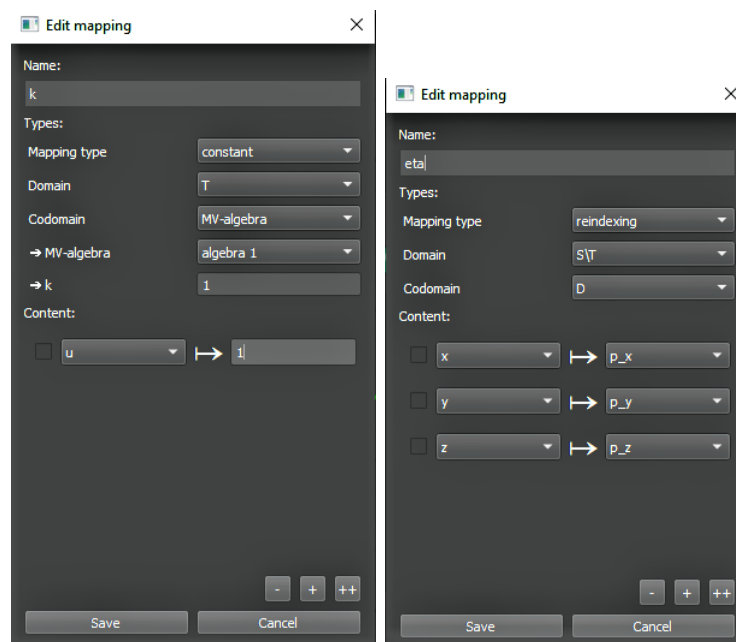 Edit mapping
Name:
k
Types:
Mapping type constant
Domain T
Codomain MV-algebra
→ MV-algebra algebra 1
→ k 1
Content:
u ↦ 1
- + ++
Save Cancel
Edit mapping
Name:
eta
Types:
Mapping type reindexing
Domain S\T
Codomain D
Content:
x ↦ p_x
y ↦ p_y
z ↦ p_z
- + ++
Save Cancel